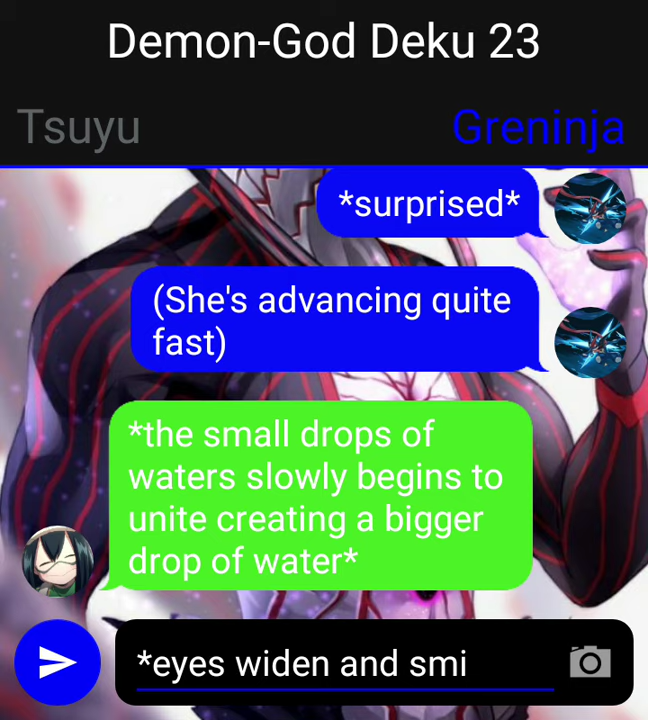 Demon-God Deku 23
Tsuyu
Greninja
*surprised*
(She's advancing quite
fast)
*the small drops of
waters slowly begins to
unite creating a bigger
drop of water*
*eyes widen and smi